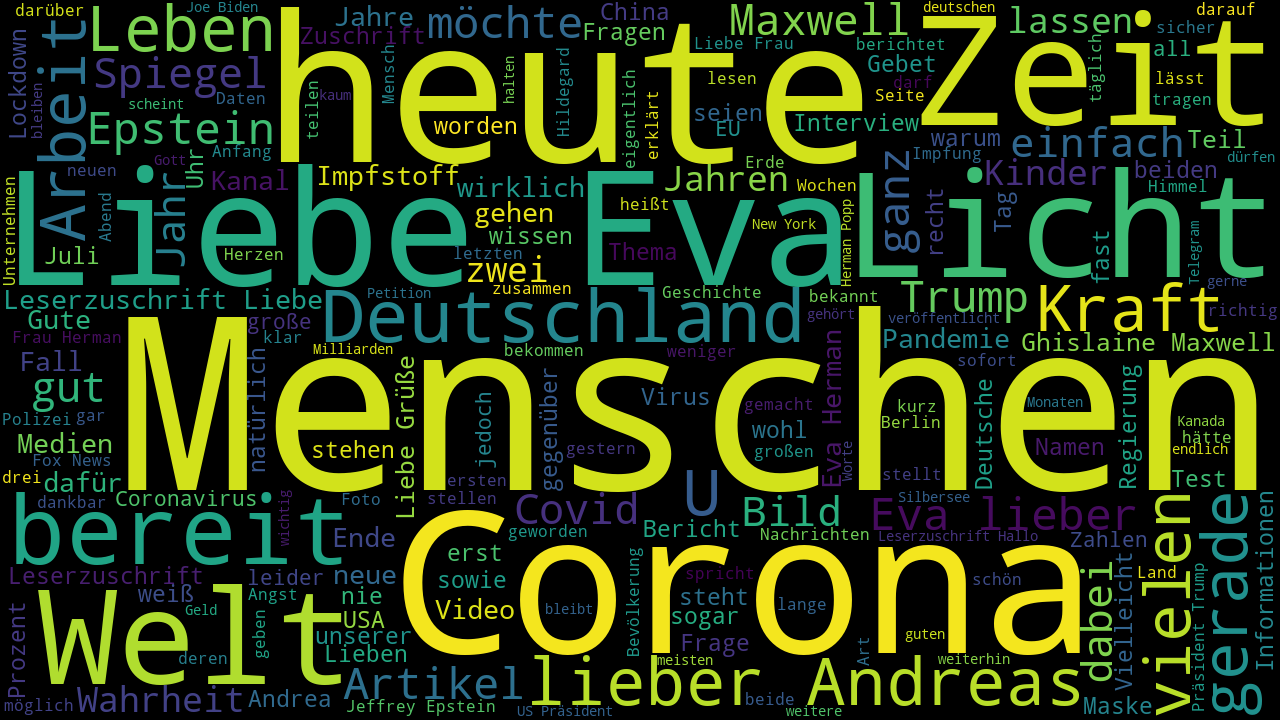 darüber
Joe Biden
Jahre
möchte
China
Maxwell
deutschen
Zeit
lassen
darauf
Lockdown
Arbeit
Leben
heute
Zuschrift
Fragen
Liebe Frau
berichtet
sicher
all
Spiegel
Mensch
halten
Hildegard
lesen
Gebet
darf
täglich
lässt
bleiben
scheint
Daten
teilen
kaum
eigentlich
erklärt
seien
Seite
tragen
Epstein
worden
EU
Interview
warum
einfach
Teil
Anfang
Gott
Uhr
Impfung
dürfen
neuen
Kanal
Impfstoff
wirklich
Erde
Jahren
Wochen
ganz
Kinder
beiden
Unternehmen
Abend
Jahr
Liebe Eva
gehen
heißt
Herman Popp
Licht
recht
Tag
Himmel
Juli
Herzen
wissen
letzten
New York
Thema
fast
Telegram
zwei
zusammen
gerne
Leserzuschrift Liebe
Petition
Deutschland
Geschichte
bekannt
Trump
Kraft
richtig
Gute
große
gehört
veröffentlicht
Frau Herman
klar
Menschen
Milliarden
bekommen
weniger
Pandemie
Ghislaine Maxwell
Fall
natürlich
Liebe Grüße
gegenüber
Eva Herman
sofort
Regierung
gut
Virus
Deutsche
Polizei
gar
jedoch
gemacht
kurz
Monaten
Kanada
Medien
stehen
wohl
Berlin
hätte
Fox News
gestern
großen
Worte
Namen
endlich
drei
dafür
ersten
stellt
Test
dankbar
Coronavirus
wichtig
Foto
stellen
Covid
U
Bild
Silbersee
Eva lieber
vielen
gerade
Informationen
bereit
Ende
geworden
Bericht
Nachrichten
Leserzuschrift Hallo
Zahlen
erst
Corona
Leserzuschrift
leider
neue
sowie
Bevölkerung
spricht
schön
dabei
Vielleicht
Land
Präsident Trump
Prozent
Welt
weiß
Angst
nie
Video
bleibt
steht
lange
Geld
geben
USA
sogar
unserer
Frage
guten
deren
Lieben
meisten
Art
weiterhin
möglich
Wahrheit
Andrea
Artikel
lieber Andreas
beide
Maske
Jeffrey Epstein
US Präsident
weitere